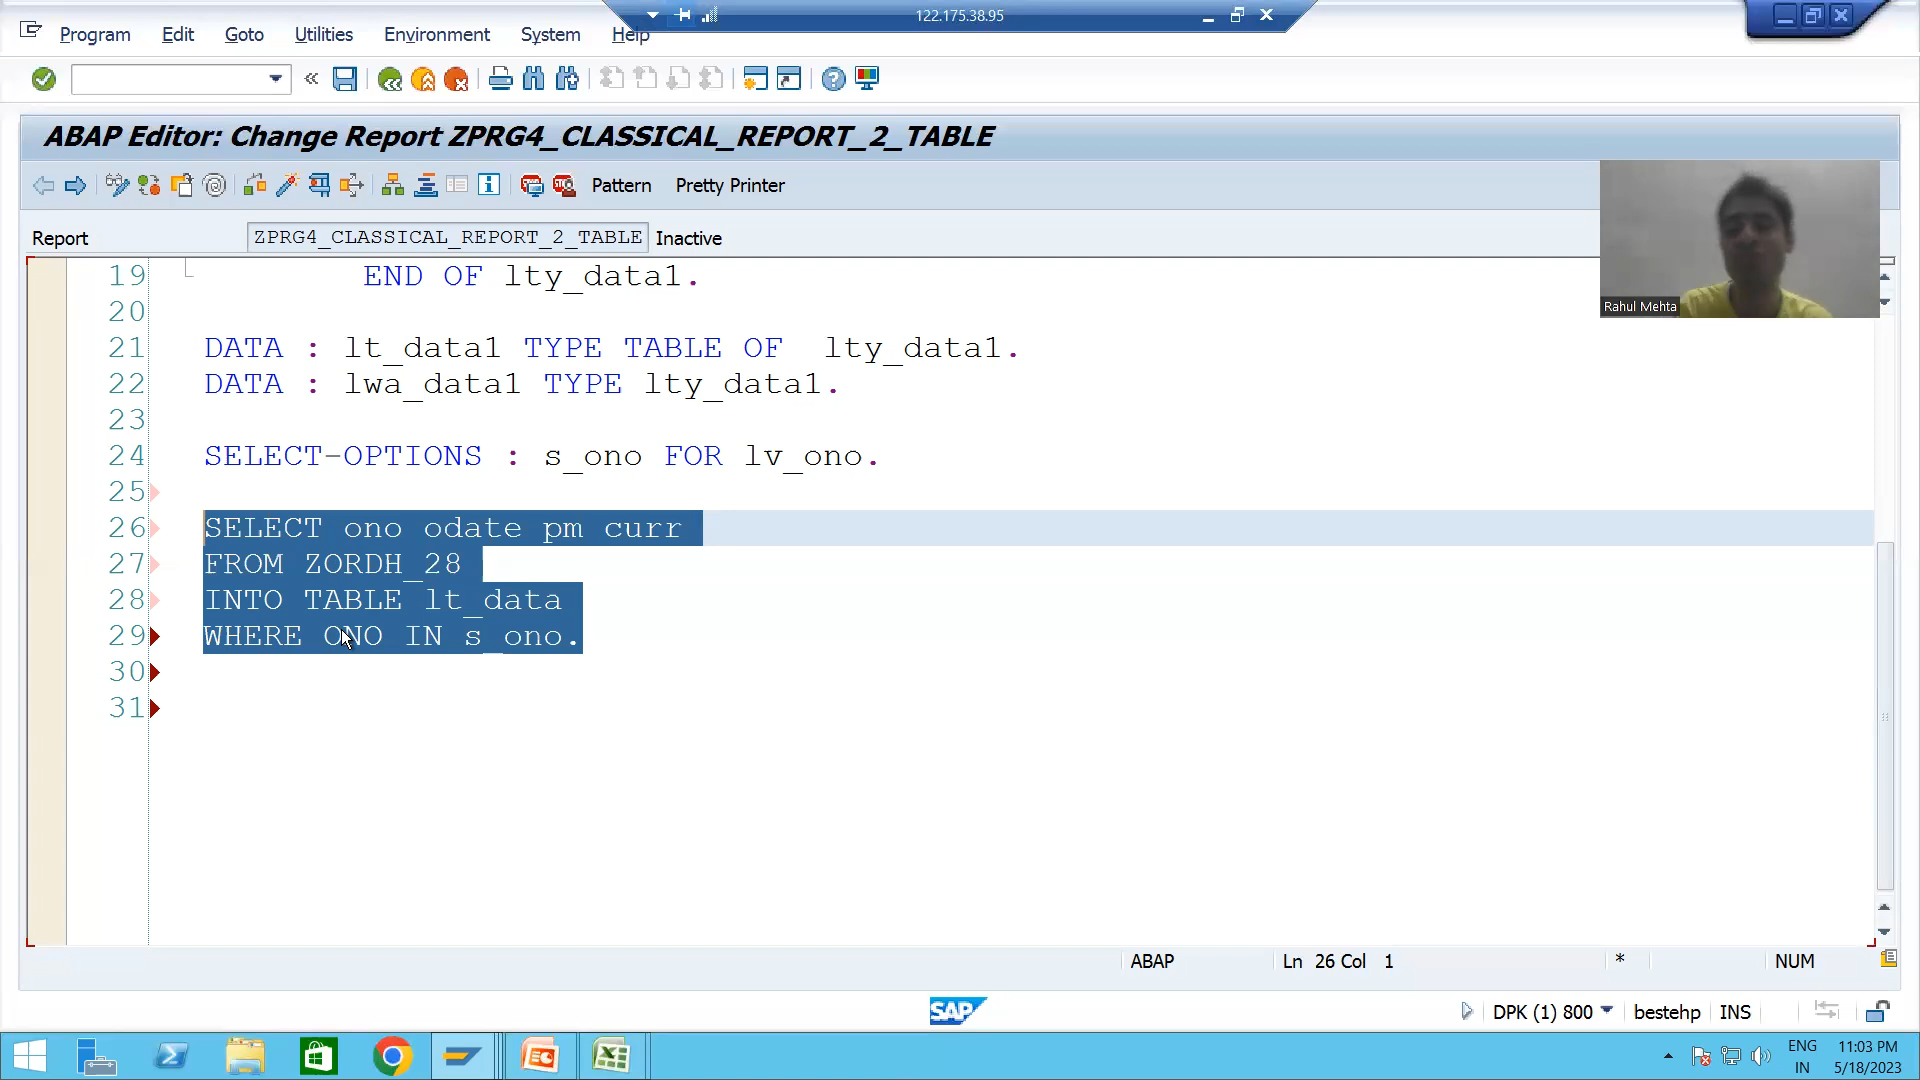 122.175.38.95
Program Edit Goto Utilities Environment System Help
ABAP Editor: Change Report ZPRG4_CLASSICAL_REPORT_2_TABLE
Pattern Pretty Printer
Report ZPRG4_CLASSICAL_REPORT_2_TABLE Inactive
Rahul Mehta
19 END OF lty_data1.
20
21 DATA : lt_data1 TYPE TABLE OF lty_data1.
22 DATA : lwa_data1 TYPE lty_data1.
23
24 SELECT-OPTIONS : s_ono FOR lv_ono.
25
26 SELECT ono odate pm curr
27 FROM ZORDH_28
28 INTO TABLE lt_data
29 WHERE ONO IN s_ono.
30
31
ABAP Ln 26 Col 1 * NUM
SAP DPK (1) 800 bestehp INS
ENG 11:03 PM
IN 5/18/2023